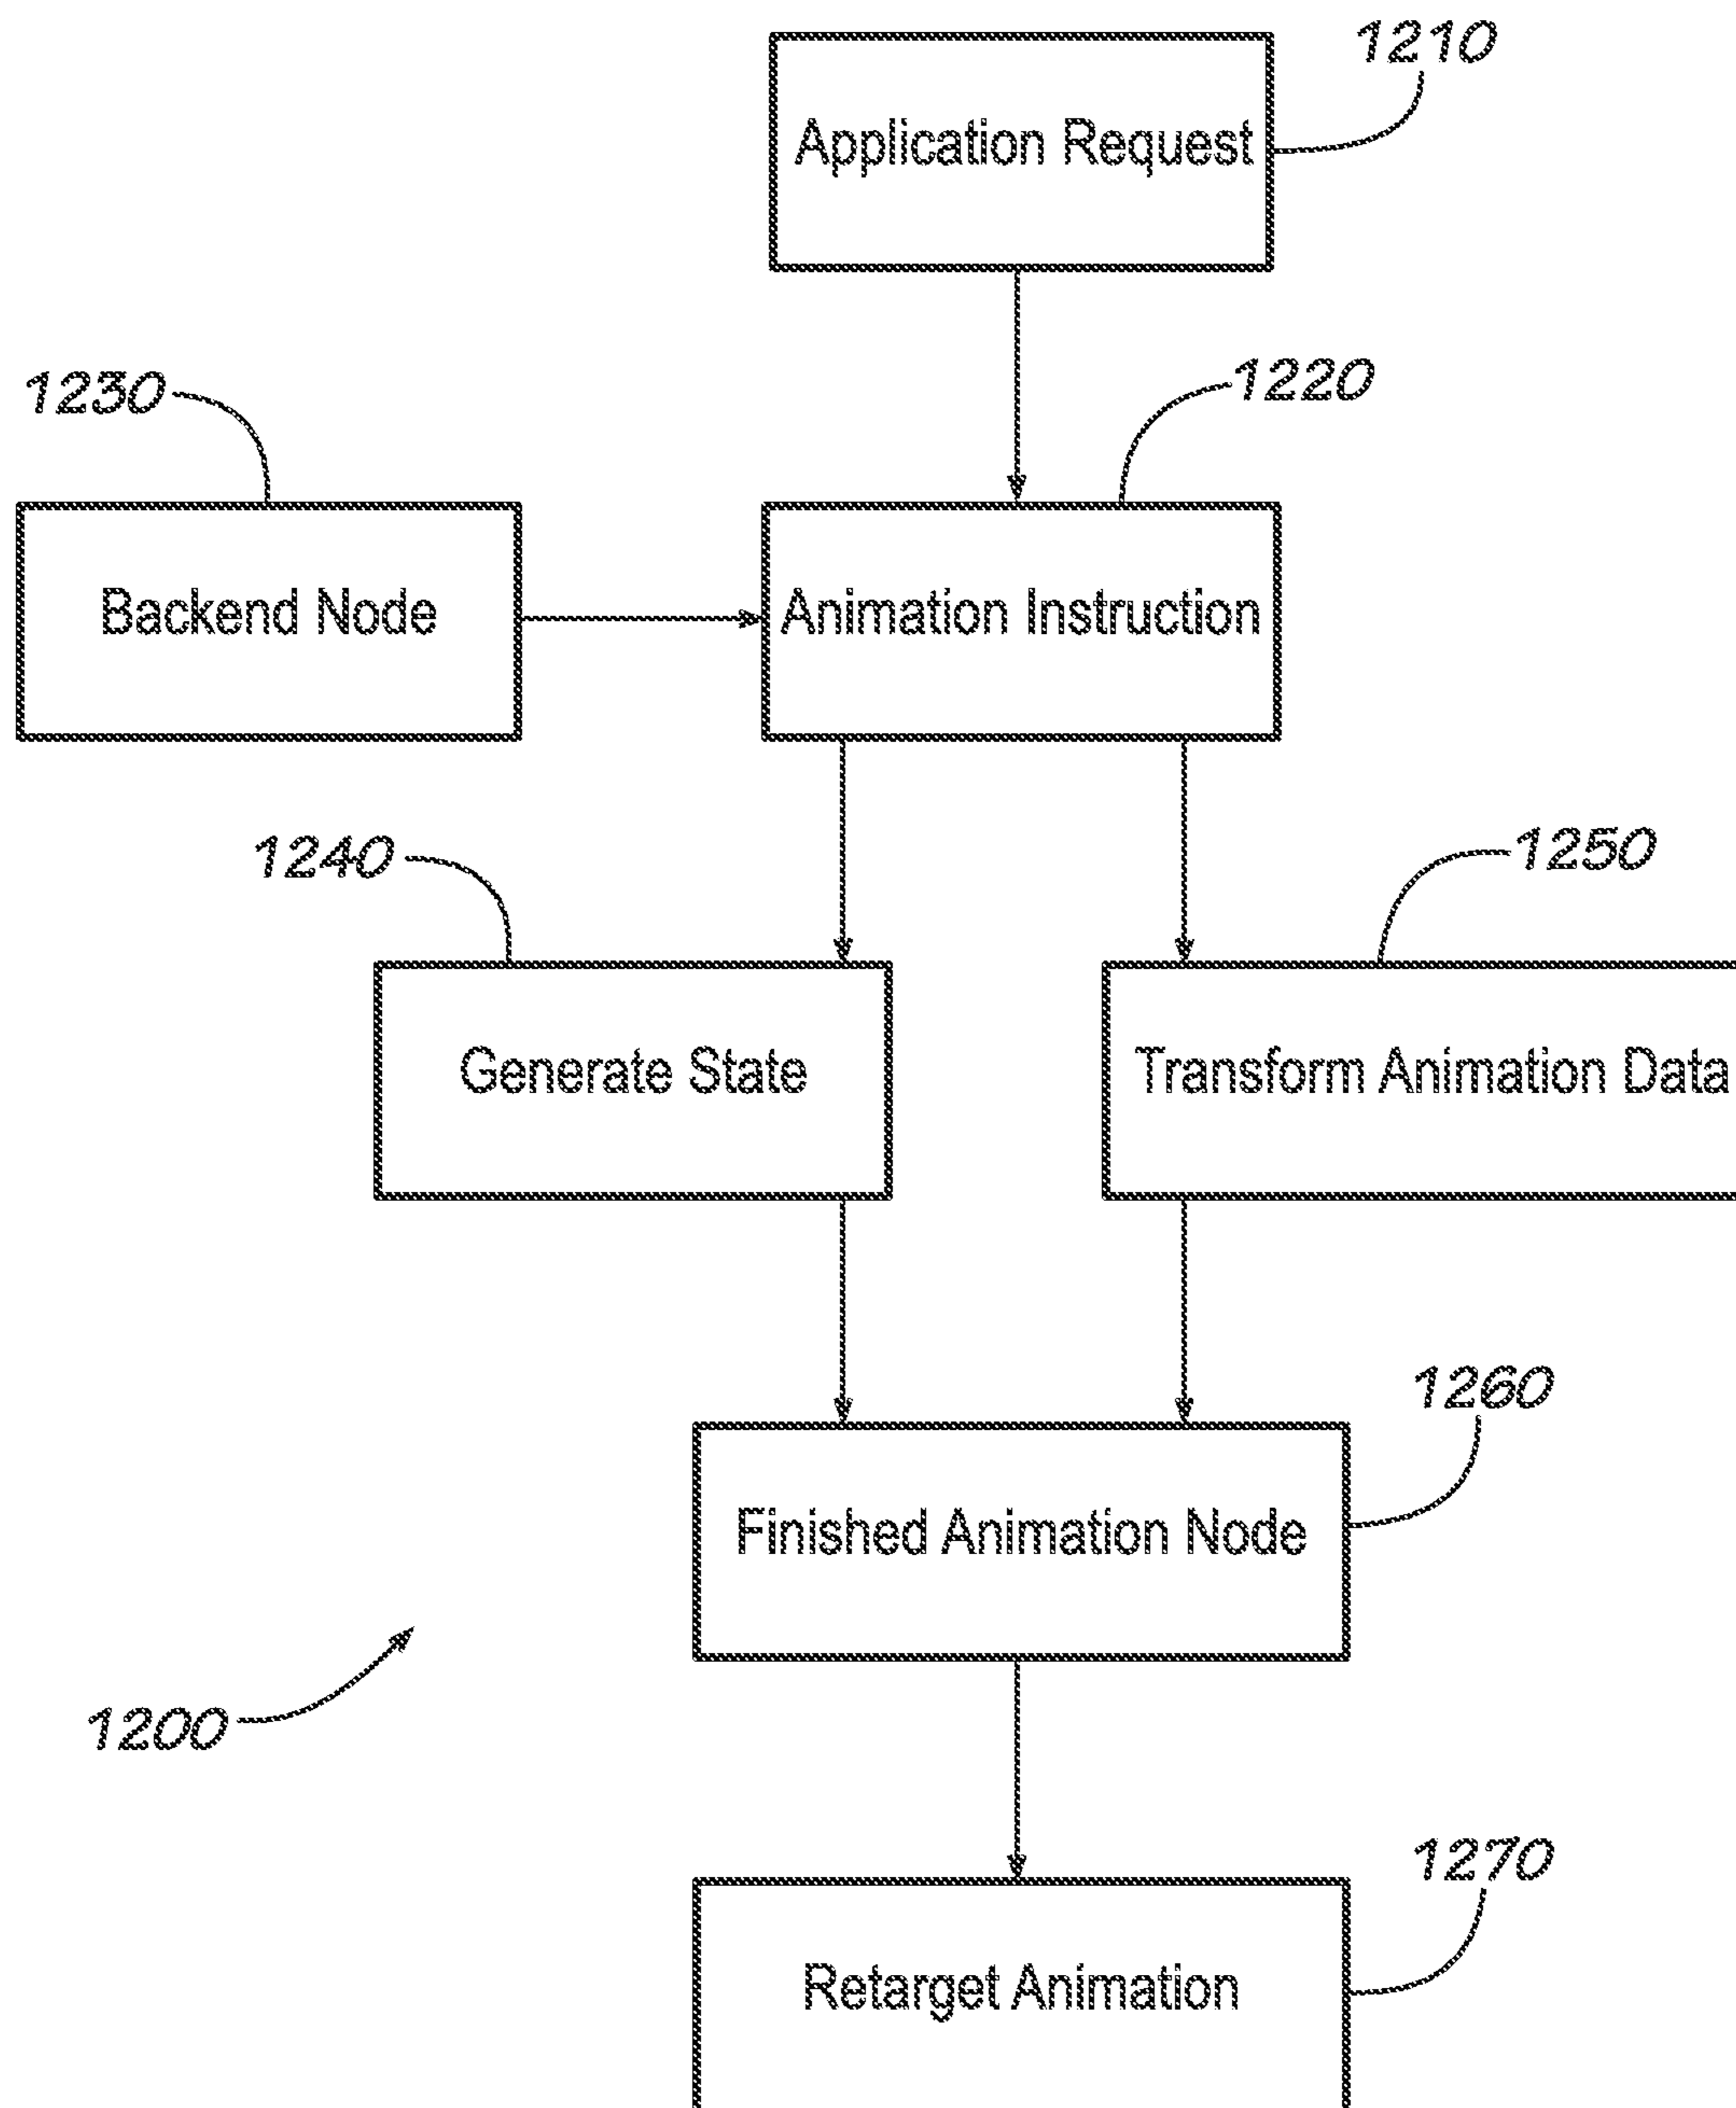 1210
Application Request
1230
1220
Backend Node
Animation Instruction
1240
1250
Generate State
Transform Animation Data
1260
Finished Animation Node
1200
1270
Retarget Animation